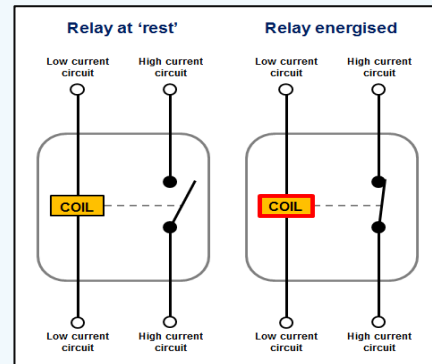 Relay at ‘rest’
Relay energised
Low current
circuit
High current
circuit
Low current
circuit
High current
circuit
COIL
COIL
Low current
circuit
High current
circuit
Low current
circuit
High current
circuit